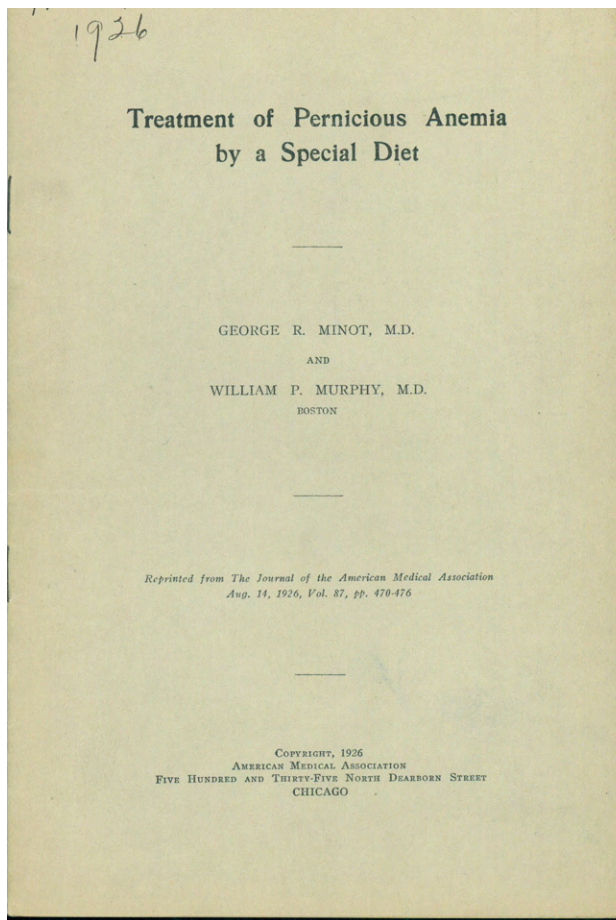 1926
Treatment of Pernicious Anemia
by a Special Diet
GEORGE R. MINOT, M.D.
AND
WILLIAM P. MURPHY, M.D.
BOSTON
Reprinted from The Journal of the American Medical Association
Aug. 14, 1926, Vol. 87, pp. 470-476
COPYRIGHT, 1926
AMERICAN MEDICAL ASSOCIATION
FIVE HUNDRED AND THIRTY-FIVE NORTH DEARBORN STREET
CHICAGO